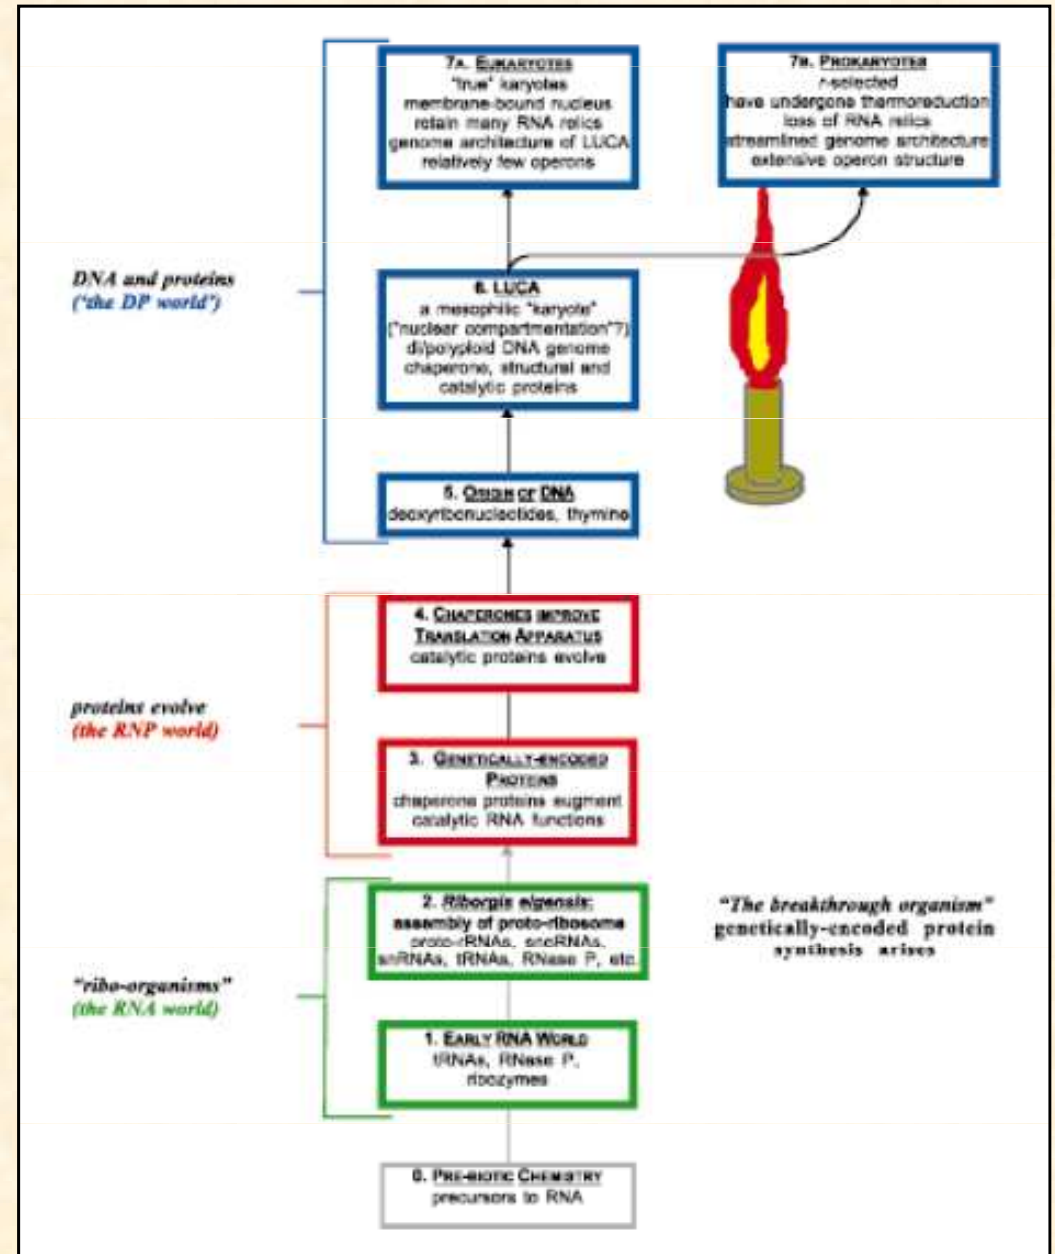 7A. EUKARYOTES
"true" karyotes
membrane-bound nucleus
retain many RNA relics
genome architecture of LUCA
relatively few operons
7B. PROKARYOTES
r-selected
have undergone thermoreduction
loss of RNA relics
streamlined genome architecture
extensive operon structure
DNA and proteins
('the DP world')
6. LUCA
a mesophilic "karyote"
("nuclear compartmentation"?)
di/polyploid DNA genome
chaperone, structural and
catalytic proteins
5. ORIGIN OF DNA
deoxyribonucleotides, thymine
4. CHAPERONES IMPROVE
TRANSLATION APPARATUS
catalytic proteins evolve
proteins evolve
(the RNP world)
3. GENETICALLY-ENCODED
PROTEINS
chaperone proteins augment
catalytic RNA functions
2. Riborgis eigensis:
assembly of proto-ribosome
proto-rRNAs, snoRNAs,
snRNAs, tRNAs, RNase P, etc.
"The breakthrough organism"
genetically-encoded protein
synthesis arises
"ribo-organisms"
(the RNA world)
1. EARLY RNA WORLD
tRNAs, RNase P,
ribozymes
0. PRE-BIOTIC CHEMISTRY
precursors to RNA